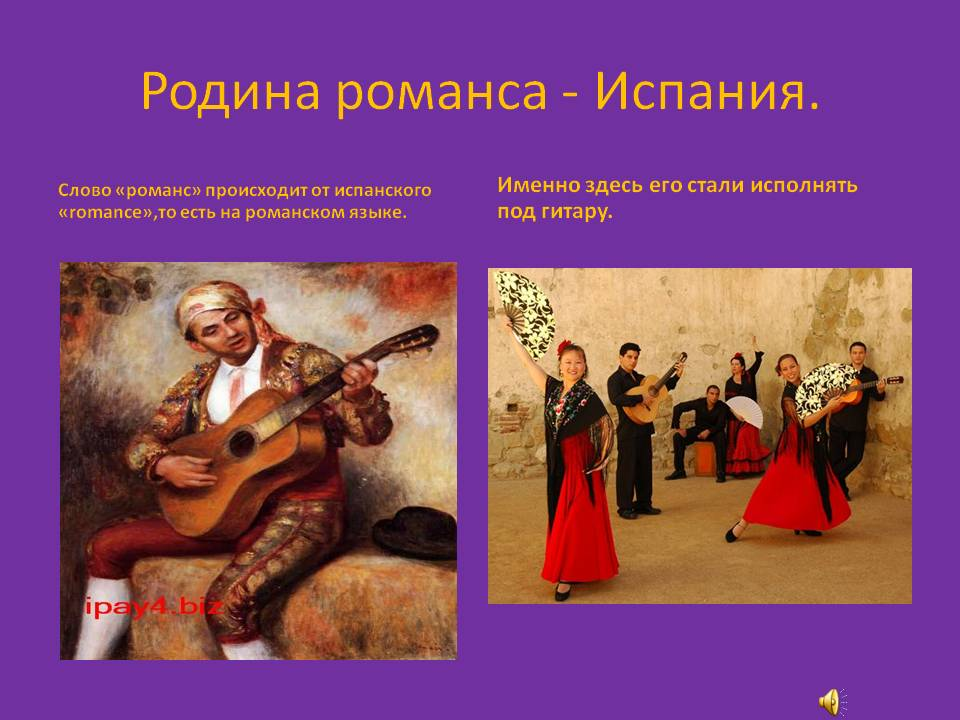 Родина романса - Испания.
Слово «романс» происходит от испанского
«romance»,то есть на романском языке.
Именно здесь его стали исполнять
под гитару.
ipay4.biz